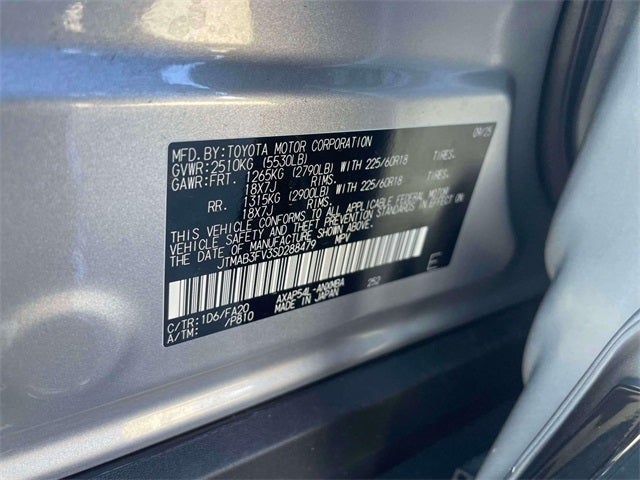 MFD. BY: TOYOTA MOTOR CORPORATION 09/25
GVWR: 2510KG (5530LB)
GAWR: FRT. 1265KG (2790LB) WITH 225/60R18 TIRES.
18X7J RIMS.
RR. 1315KG (2900LB) WITH 225/60R18 TIRES.
18X7J RIMS.
THIS VEHICLE CONFORMS TO ALL APPLICABLE FEDERAL MOTOR
VEHICLE SAFETY AND THEFT PREVENTION STANDARDS IN EFFECT ON
THE DATE OF MANUFACTURE SHOWN ABOVE.
JTMAB3FV3SD288479 MPV
E
C/TR: 1D6/FA20 AXAP54L-ANXMBA 252
A/TM: /P810 MADE IN JAPAN